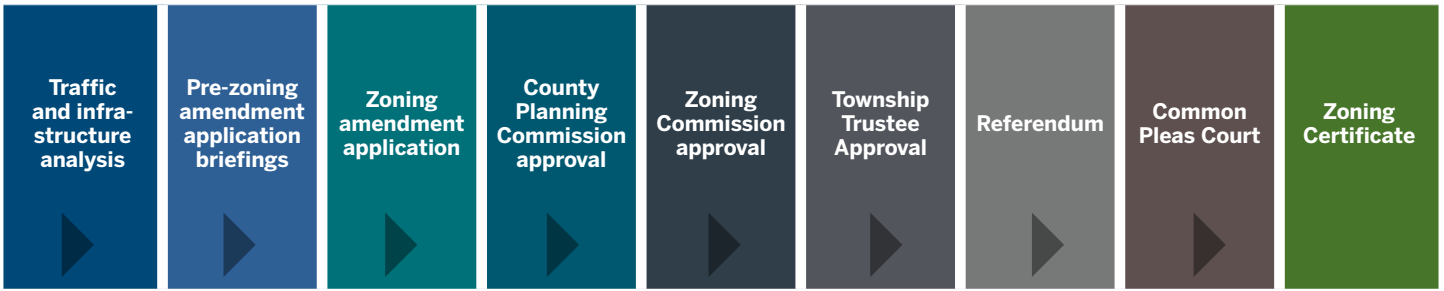 Traffic
and infra-
structure
analysis
Pre-zoning
amendment
application
briefings
Zoning
amendment
application
County
Planning
Commission
approval
Zoning
Commission
approval
Township
Trustee
Approval
Referendum
Common
Pleas Court
Zoning
Certificate